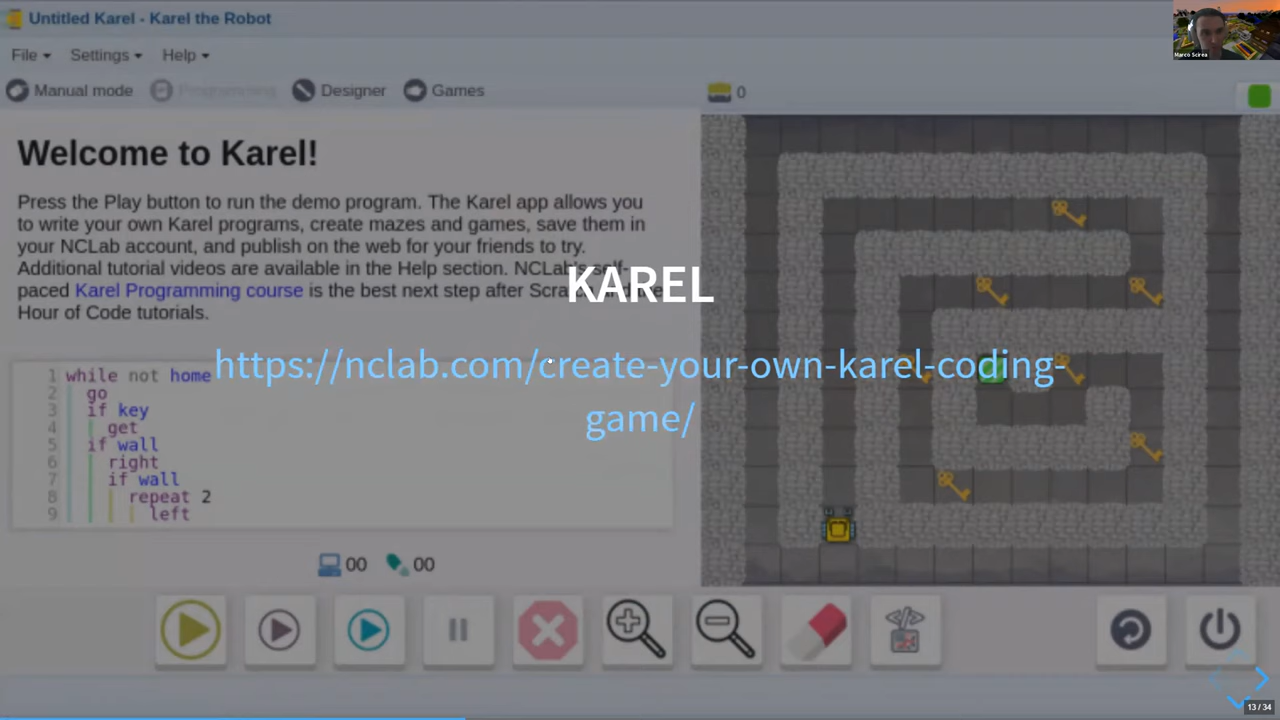 Untitled Karel - Karel the Robot
Marco Scirea
File Settings Help
Manual mode Programming Designer Games
0
Welcome to Karel!
Press the Play button to run the demo program. The Karel app allows you
to write your own Karel programs, create mazes and games, save them in
your NCLab account, and publish on the web for your friends to try.
Additional tutorial videos are available in the Help section. NCLab's self-
paced Karel Programming course is the best next step after
Hour of Code tutorials.
KAREL
https://nclab.com/create-your-own-karel-coding-
game/
1 while not home
2 go
3 if key
4 get
5 if wall
6 right
7 if wall
8 repeat 2
9 left
00 00
13 / 34